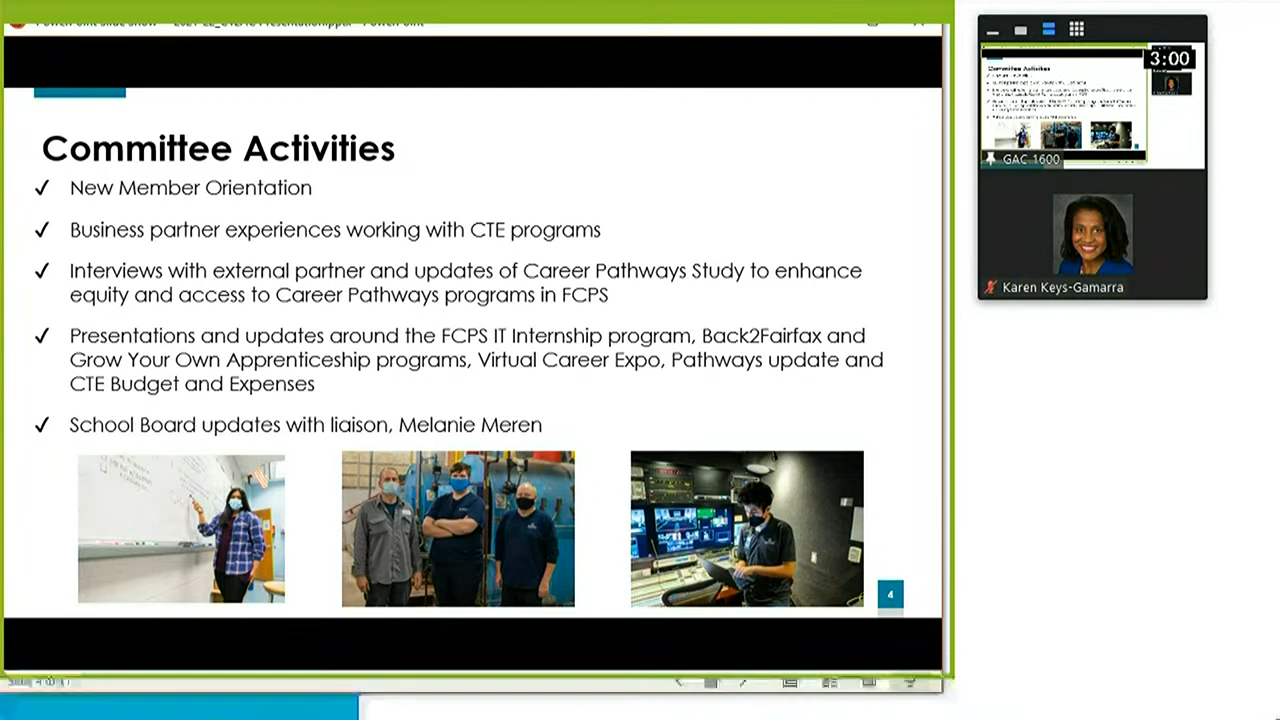 Committee Activities
✓ New Member Orientation
✓ Business partner experiences working with CTE programs
✓ Interviews with external partner and updates of Career Pathways Study to enhance
equity and access to Career Pathways programs in FCPS
✓ Presentations and updates around the FCPS IT Internship program, Back2Fairfax and
Grow Your Own Apprenticeship programs, Virtual Career Expo, Pathways update and
CTE Budget and Expenses
✓ School Board updates with liaison, Melanie Meren
4
3:00
Committee Activities
GAC 1600
Karen Keys-Gamarra